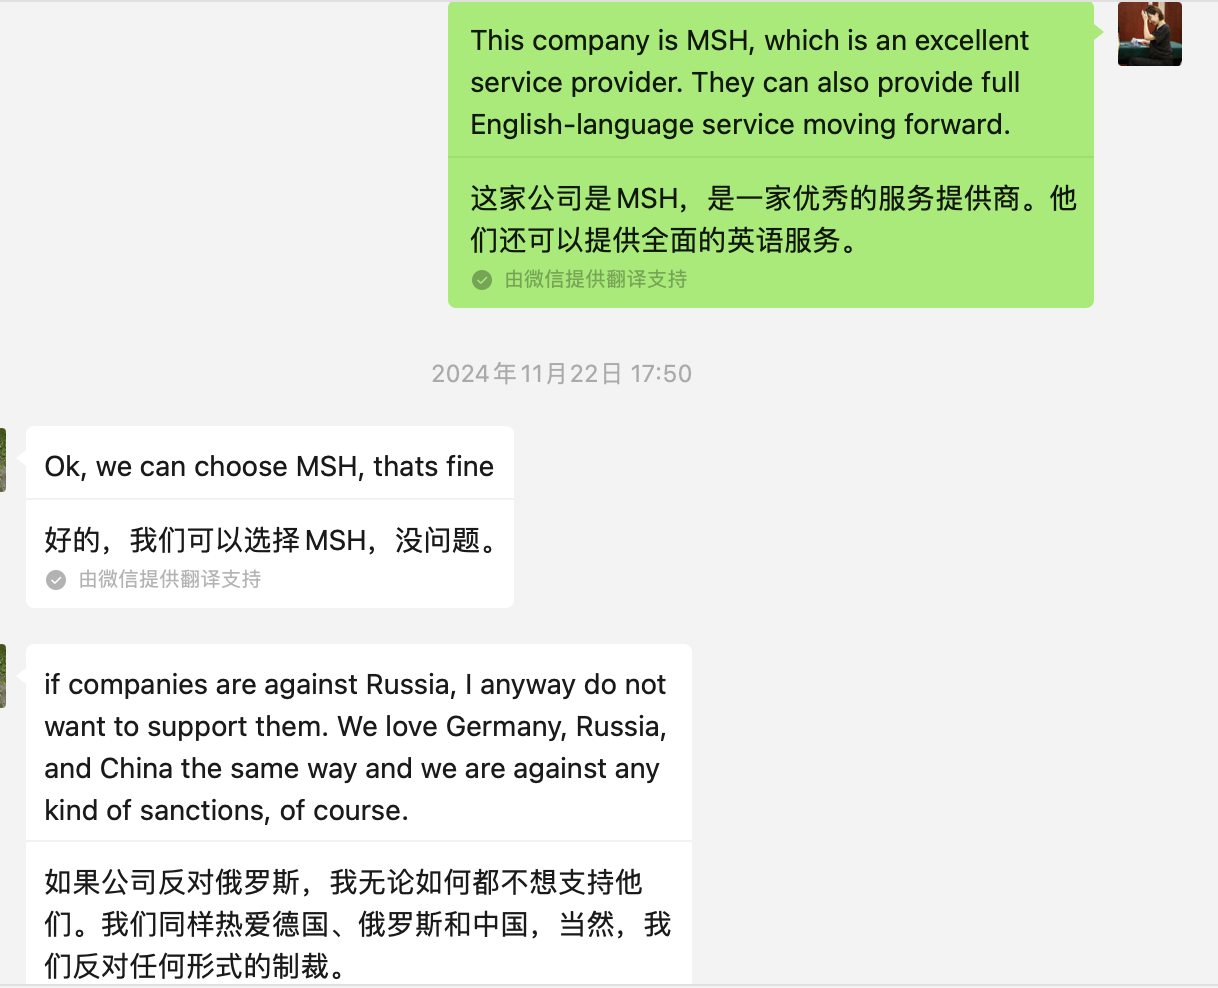 This company is MSH, which is an excellent
service provider. They can also provide full
English-language service moving forward.
这家公司是MSH，是一家优秀的服务提供商。他
们还可以提供全面的英语服务。
由微信提供翻译支持
2024年11月22日 17:50
Ok, we can choose MSH, thats fine
好的，我们可以选择MSH，没问题。
由微信提供翻译支持
if companies are against Russia, I anyway do not
want to support them. We love Germany, Russia,
and China the same way and we are against any
kind of sanctions, of course.
如果公司反对俄罗斯，我无论如何都不想支持他
们。我们同样热爱德国、俄罗斯和中国，当然，我
们反对任何形式的制裁。